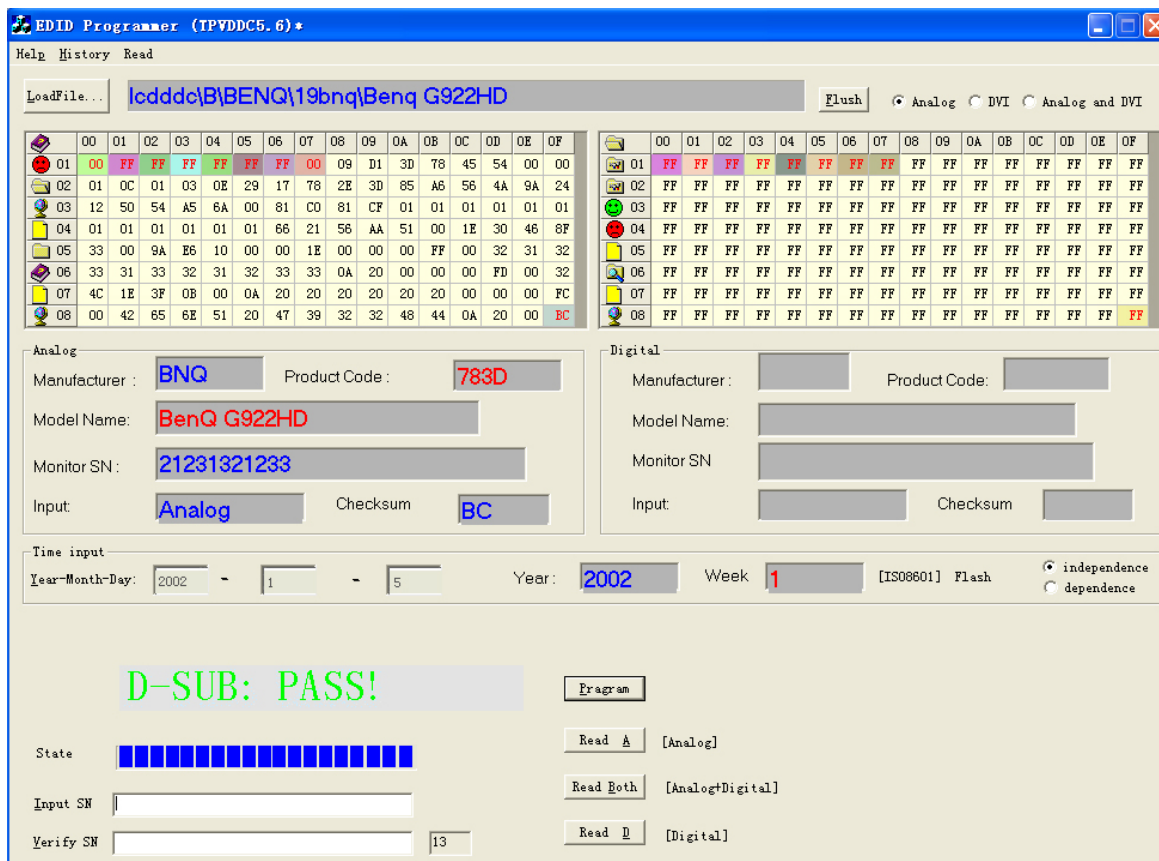 EDID Programmer (TPVDDC5.6)*
Help History Read
LoadFile... lcdddc\B\BENQ\19bnq\Benq G922HD Flush Analog DVI Analog and DVI
00 01 02 03 04 05 06 07 08 09 0A 0B 0C 0D 0E 0F
01 00 FF FF FF FF FF FF 00 09 D1 3D 78 45 54 00 00
02 01 0C 01 03 0E 29 17 78 2E 3D 85 A6 56 4A 9A 24
03 12 50 54 A5 6A 00 81 C0 81 CF 01 01 01 01 01 01
04 01 01 01 01 01 01 66 21 56 AA 51 00 1E 30 46 8F
05 33 00 9A E6 10 00 00 1E 00 00 00 FF 00 32 31 32
06 33 31 33 32 31 32 33 33 0A 20 00 00 00 FD 00 32
07 4C 1E 3F 0B 00 0A 20 20 20 20 20 20 00 00 00 FC
08 00 42 65 6E 51 20 47 39 32 32 48 44 0A 20 00 BC
00 01 02 03 04 05 06 07 08 09 0A 0B 0C 0D 0E 0F
01 FF FF FF FF FF FF FF FF FF FF FF FF FF FF FF FF
02 FF FF FF FF FF FF FF FF FF FF FF FF FF FF FF FF
03 FF FF FF FF FF FF FF FF FF FF FF FF FF FF FF FF
04 FF FF FF FF FF FF FF FF FF FF FF FF FF FF FF FF
05 FF FF FF FF FF FF FF FF FF FF FF FF FF FF FF FF
06 FF FF FF FF FF FF FF FF FF FF FF FF FF FF FF FF
07 FF FF FF FF FF FF FF FF FF FF FF FF FF FF FF FF
08 FF FF FF FF FF FF FF FF FF FF FF FF FF FF FF FF
Analog
Manufacturer : BNQ Product Code : 783D
Model Name: BenQ G922HD
Monitor SN : 21231321233
Input: Analog Checksum BC
Digital
Manufacturer : Product Code:
Model Name:
Monitor SN
Input: Checksum
Time input
Year-Month-Day: 2002 - 1 - 5 Year: 2002 Week 1 [ISO8601] Flash independence
dependence
D-SUB: PASS!
Pragram
State
Read A [Analog]
Input SN
Read Both [Analog+Digital]
Verify SN 13
Read D [Digital]